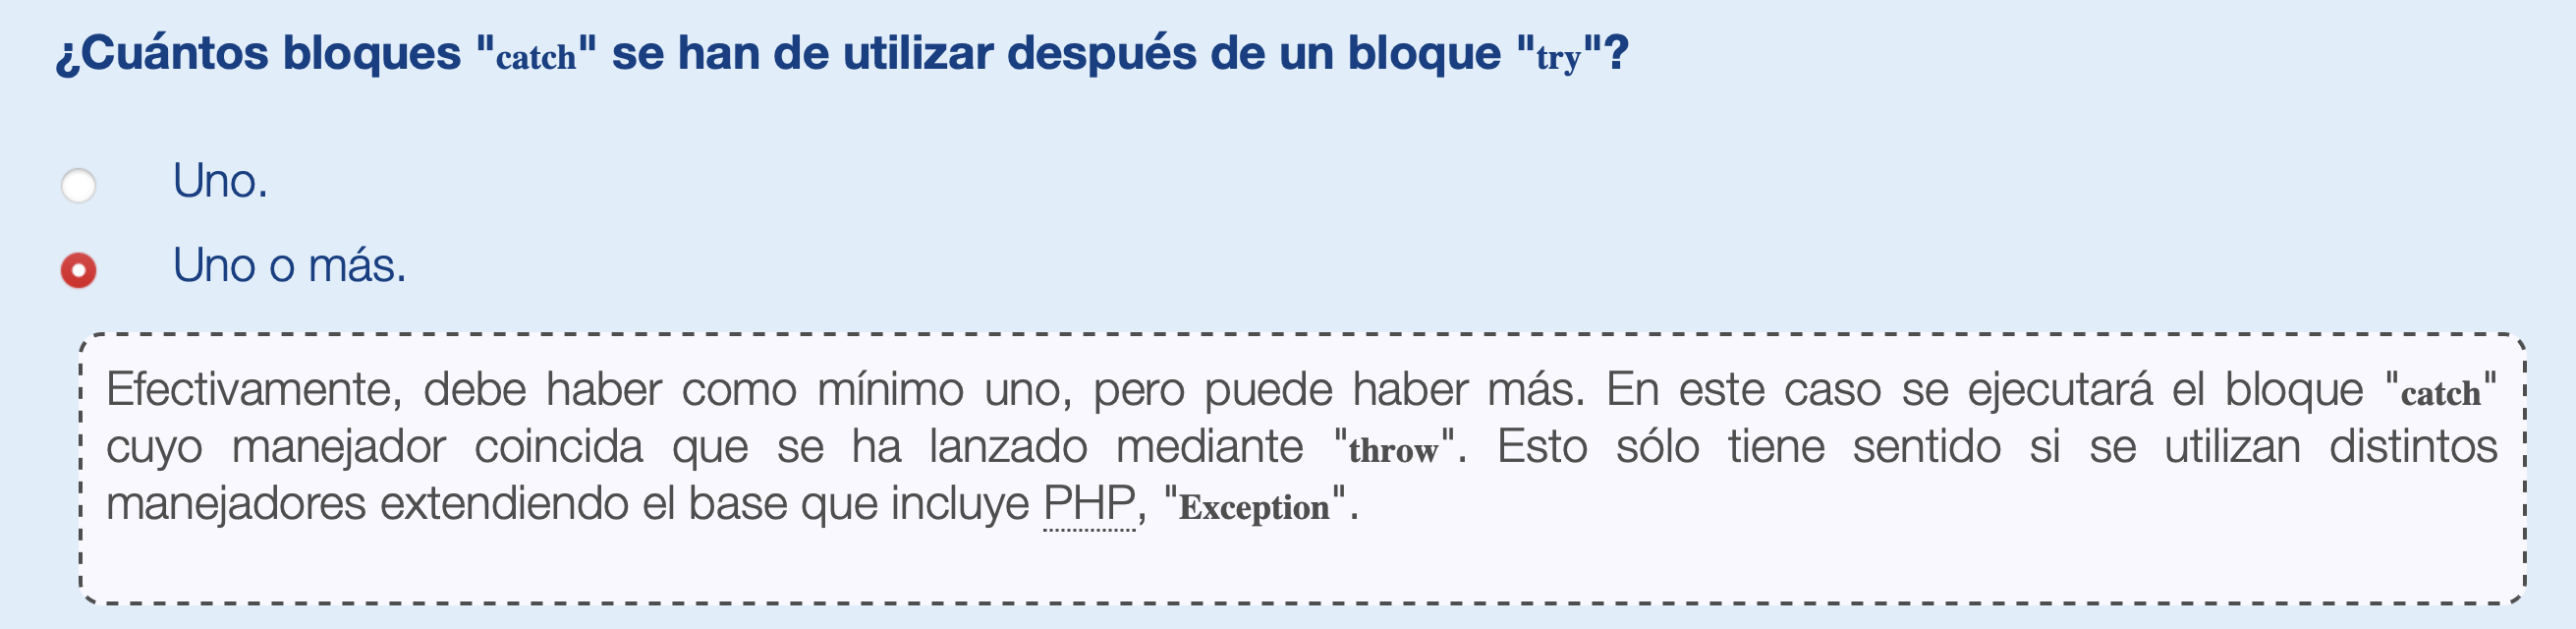 ¿Cuántos bloques "catch" se han de utilizar después de un bloque "try"?
Uno.
Uno o más.
Efectivamente, debe haber como mínimo uno, pero puede haber más. En este caso se ejecutará el bloque "catch"
cuyo manejador coincida que se ha lanzado mediante "throw". Esto sólo tiene sentido si se utilizan distintos
manejadores extendiendo el base que incluye PHP, "Exception".